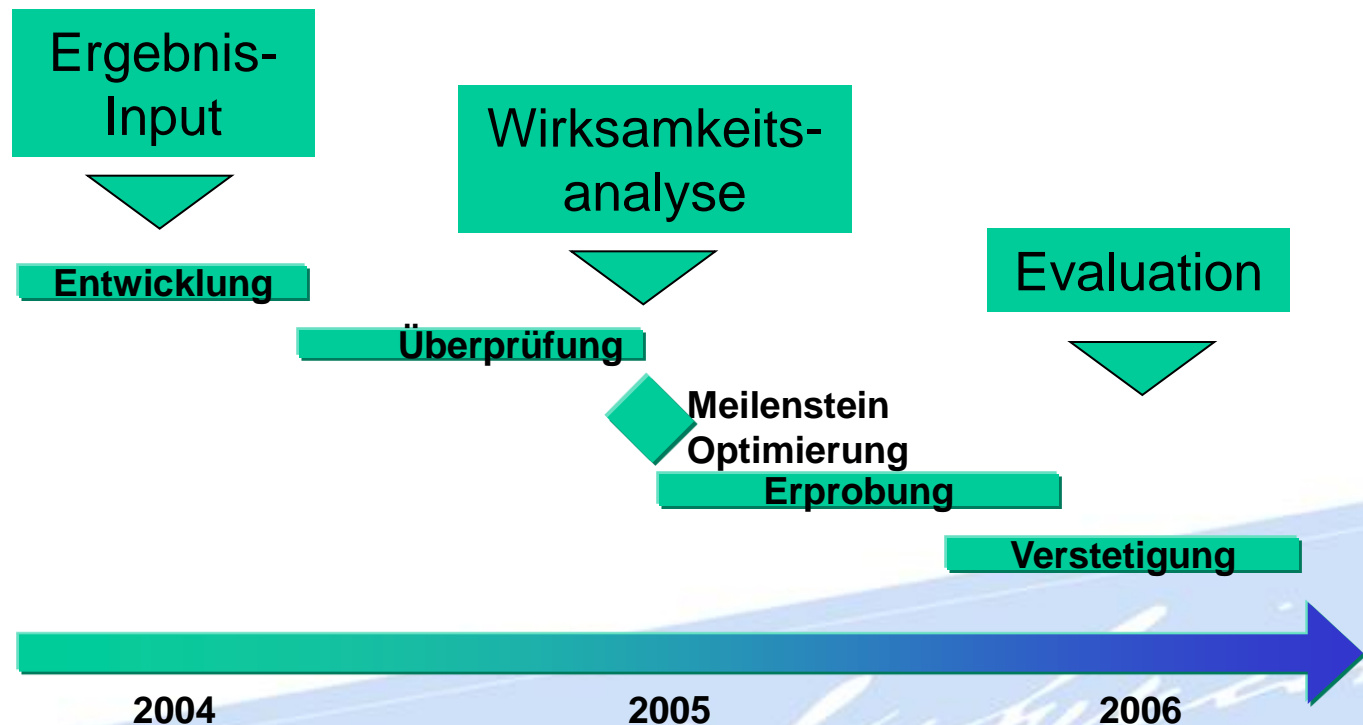 Ergebnis-
Input
Wirksamkeits-
analyse
Evaluation
Entwicklung
Überprüfung
Meilenstein
Optimierung
Erprobung
Verstetigung
2004
2005
2006